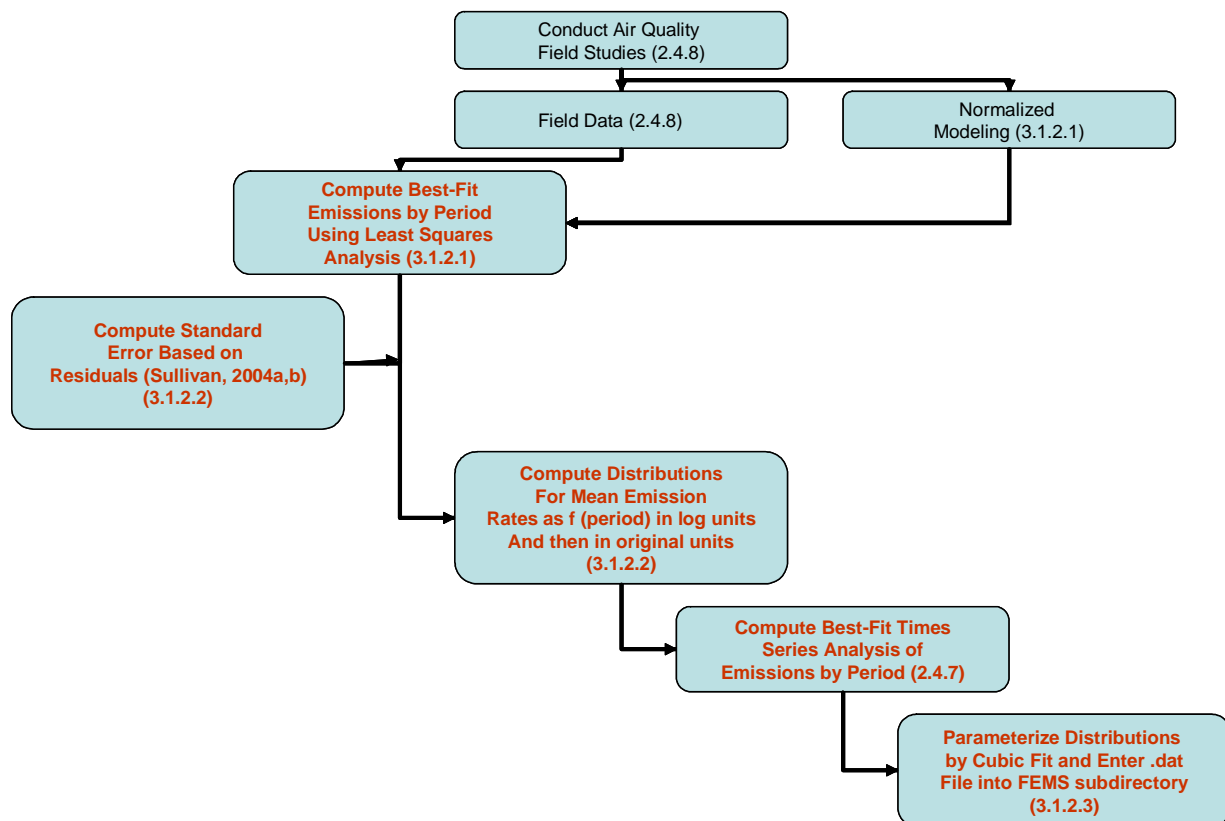 Conduct Air Quality
Field Studies (2.4.8)
Field Data (2.4.8)
Normalized
Modeling (3.1.2.1)
Compute Best-Fit
Emissions by Period
Using Least Squares
Analysis (3.1.2.1)
Compute Standard
Error Based on
Residuals (Sullivan, 2004a,b)
(3.1.2.2)
Compute Distributions
For Mean Emission
Rates as f (period) in log units
And then in original units
(3.1.2.2)
Compute Best-Fit Times
Series Analysis of
Emissions by Period (2.4.7)
Parameterize Distributions
by Cubic Fit and Enter .dat
File into FEMS subdirectory
(3.1.2.3)